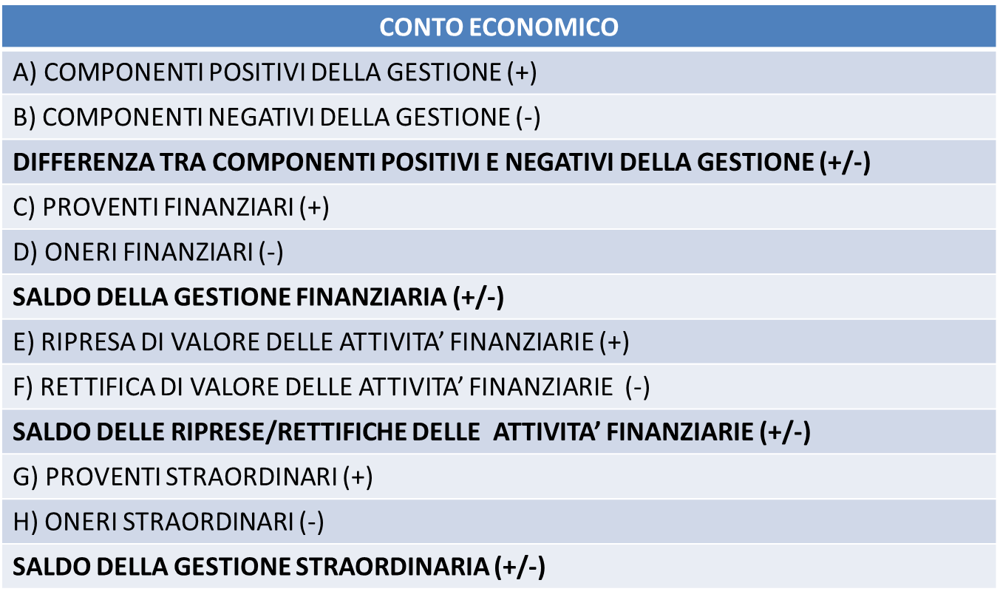 CONTO ECONOMICO
A) COMPONENTI POSITIVI DELLA GESTIONE (+)
B) COMPONENTI NEGATIVI DELLA GESTIONE (-)
DIFFERENZA TRA COMPONENTI POSITIVI E NEGATIVI DELLA GESTIONE (+/-)
C) PROVENTI FINANZIARI (+)
D) ONERI FINANZIARI (-)
SALDO DELLA GESTIONE FINANZIARIA (+/-)
E) RIPRESA DI VALORE DELLE ATTIVITA’ FINANZIARIE (+)
F) RETTIFICA DI VALORE DELLE ATTIVITA’ FINANZIARIE (-)
SALDO DELLE RIPRESE/RETTIFICHE DELLE ATTIVITA’ FINANZIARIE (+/-)
G) PROVENTI STRAORDINARI (+)
H) ONERI STRAORDINARI (-)
SALDO DELLA GESTIONE STRAORDINARIA (+/-)